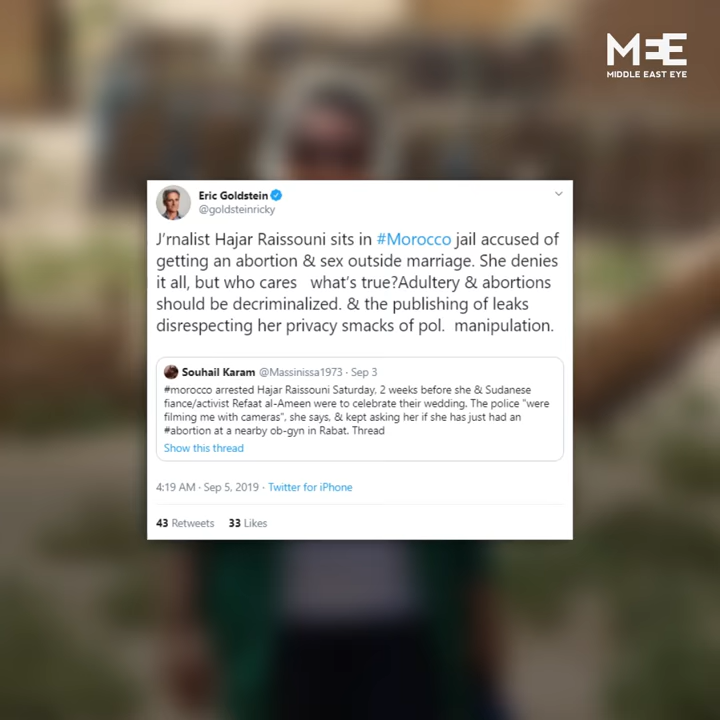 MEE
MIDDLE EAST EYE
Eric Goldstein
@goldsteinricky
J'rnalist Hajar Raissouni sits in #Morocco jail accused of
getting an abortion & sex outside marriage. She denies
it all, but who cares what's true?Adultery & abortions
should be decriminalized. & the publishing of leaks
disrespecting her privacy smacks of pol. manipulation.
Souhail Karam @Massinissa1973 · Sep 3
#morocco arrested Hajar Raissouni Saturday, 2 weeks before she & Sudanese
fiance/activist Refaat al-Ameen were to celebrate their wedding. The police "were
filming me with cameras", she says, & kept asking her if she has just had an
#abortion at a nearby ob-gyn in Rabat. Thread
Show this thread
4:19 AM · Sep 5, 2019 · Twitter for iPhone
43 Retweets 33 Likes